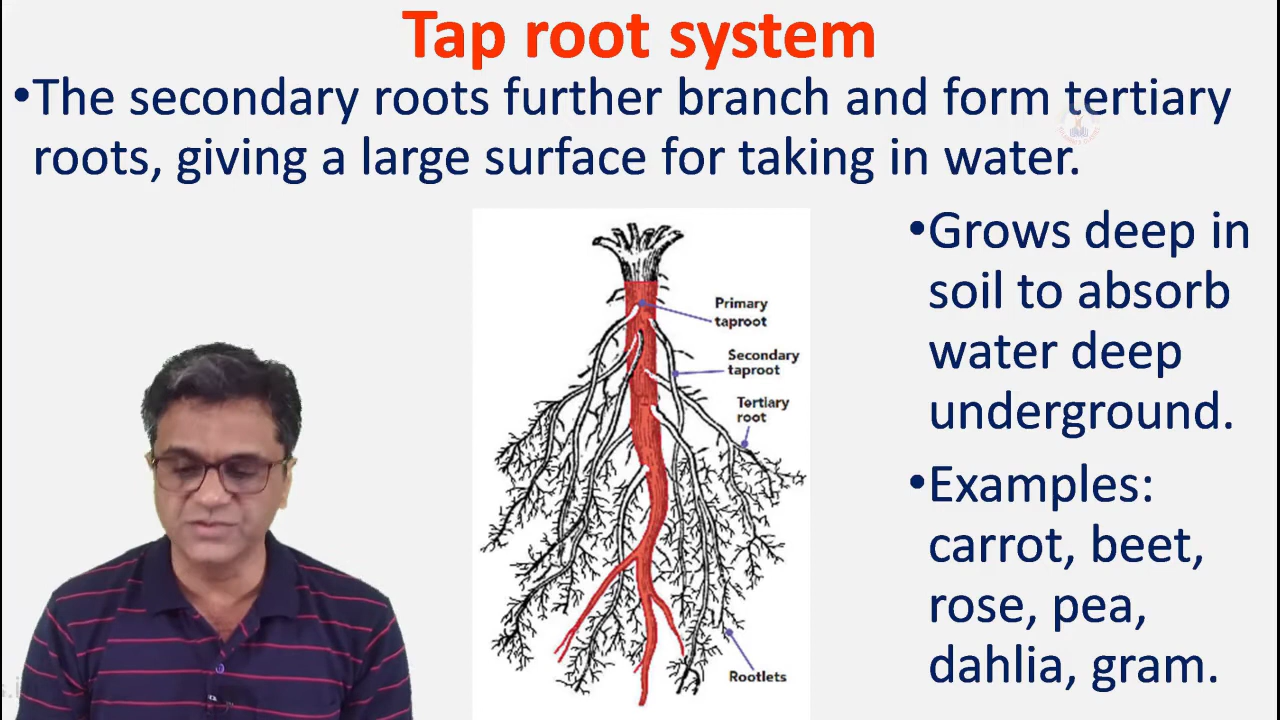 Tap root system
•The secondary roots further branch and form tertiary
roots, giving a large surface for taking in water.
•Grows deep in
soil to absorb
water deep
underground.
•Examples:
carrot, beet,
rose, pea,
dahlia, gram.
Primary
taproot
Secondary
taproot
Tertiary
root
Rootlets